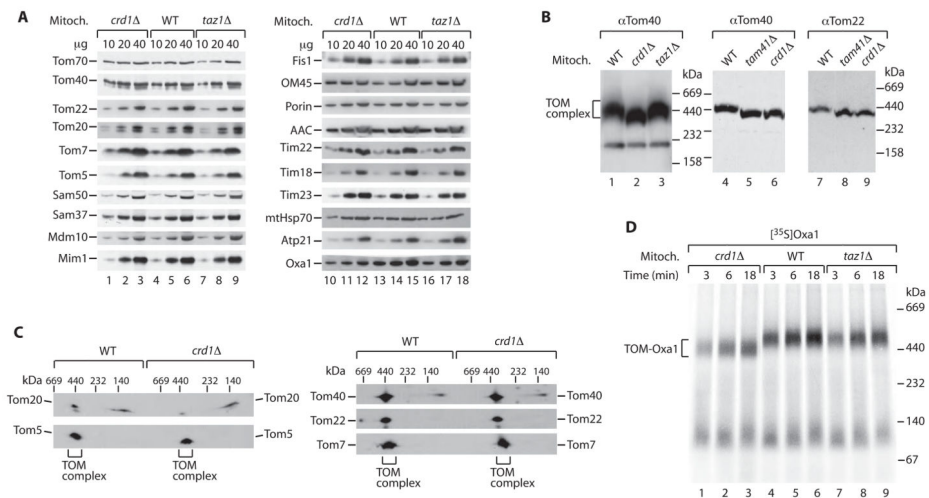 A
Mitoch. crd1Δ WT taz1Δ
µg 10 20 40 10 20 40 10 20 40
Tom70
Tom40
Tom22
Tom20
Tom7
Tom5
Sam50
Sam37
Mdm10
Mim1
1 2 3 4 5 6 7 8 9
Mitoch. crd1Δ WT taz1Δ
µg 10 20 40 10 20 40 10 20 40
Fis1
OM45
Porin
AAC
Tim22
Tim18
Tim23
mtHsp70
Atp21
Oxa1
10 11 12 13 14 15 16 17 18
B
αTom40 αTom40 αTom22
Mitoch. WT crd1Δ taz1Δ WT tam41Δ crd1Δ WT tam41Δ crd1Δ
TOM
complex
kDa
669
440
232
158
kDa
669
440
232
158
1 2 3 4 5 6 7 8 9
C
WT crd1Δ
kDa 669 440 232 140 669 440 232 140
Tom20 Tom20
Tom5 Tom5
TOM
complex
TOM
complex
WT crd1Δ
kDa 669 440 232 140 669 440 232 140
Tom40 Tom40
Tom22 Tom22
Tom7 Tom7
TOM
complex
TOM
complex
D
[35S]Oxa1
Mitoch. crd1Δ WT taz1Δ
Time (min) 3 6 18 3 6 18 3 6 18
TOM-Oxa1
kDa
669
440
232
140
67
1 2 3 4 5 6 7 8 9